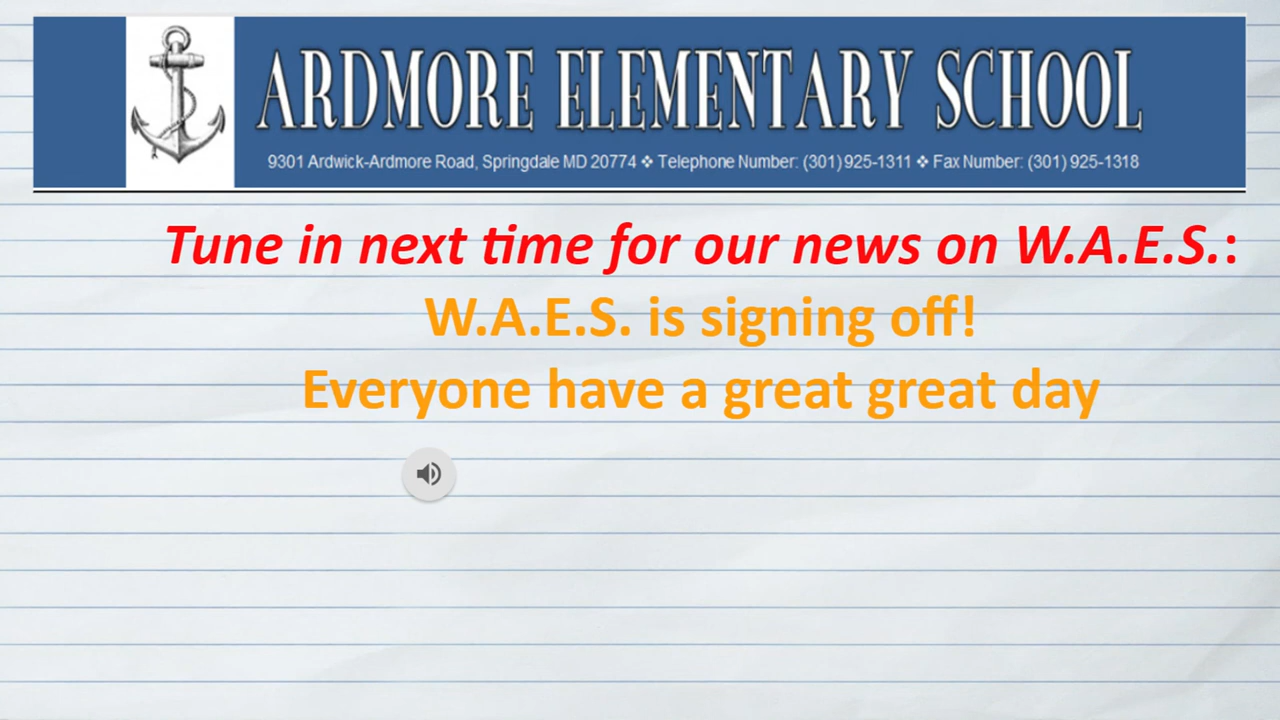 ARDMORE ELEMENTARY SCHOOL
9301 Ardwick-Ardmore Road, Springdale MD 20774 ❖ Telephone Number: (301) 925-1311 ❖ Fax Number: (301) 925-1318
Tune in next time for our news on W.A.E.S.:
W.A.E.S. is signing off!
Everyone have a great great day